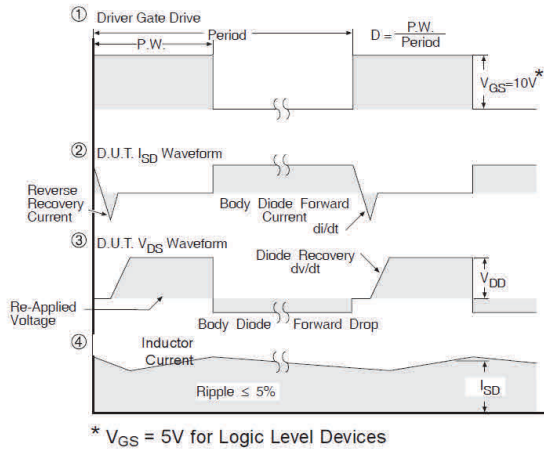 ① Driver Gate Drive
P.W.
Period
D = P.W.
Period
VGS=10V*
② D.U.T. ISD Waveform
Reverse
Recovery
Current
Body Diode Forward
Current
di/dt
③ D.U.T. VDS Waveform
Diode Recovery
dv/dt
VDD
Re-Applied
Voltage
Body Diode Forward Drop
④
Inductor
Current
ISD
Ripple ≤ 5%
* VGS = 5V for Logic Level Devices